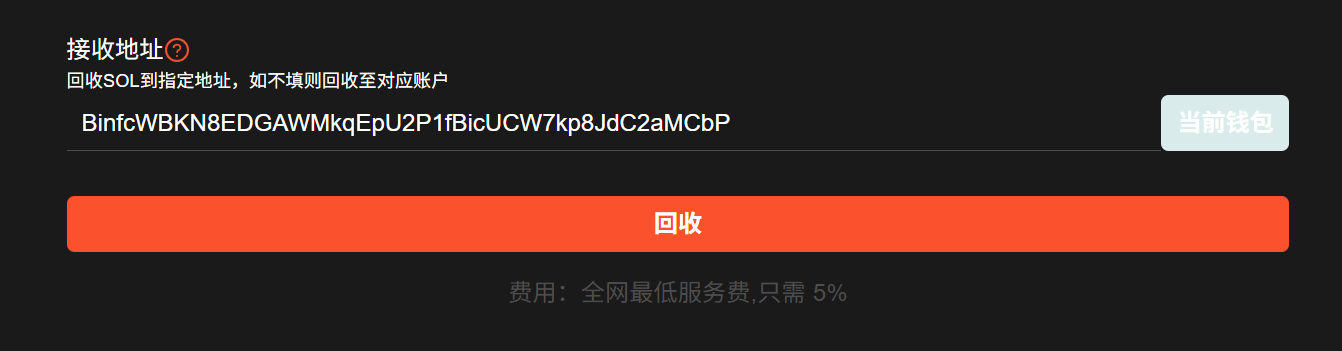 接收地址?
回收SOL到指定地址，如不填则回收至对应账户
BinfcWBKN8EDGAWMkqEpU2P1fBicUCW7kp8JdC2aMCbP
当前钱包
回收
费用：全网最低服务费,只需 5%